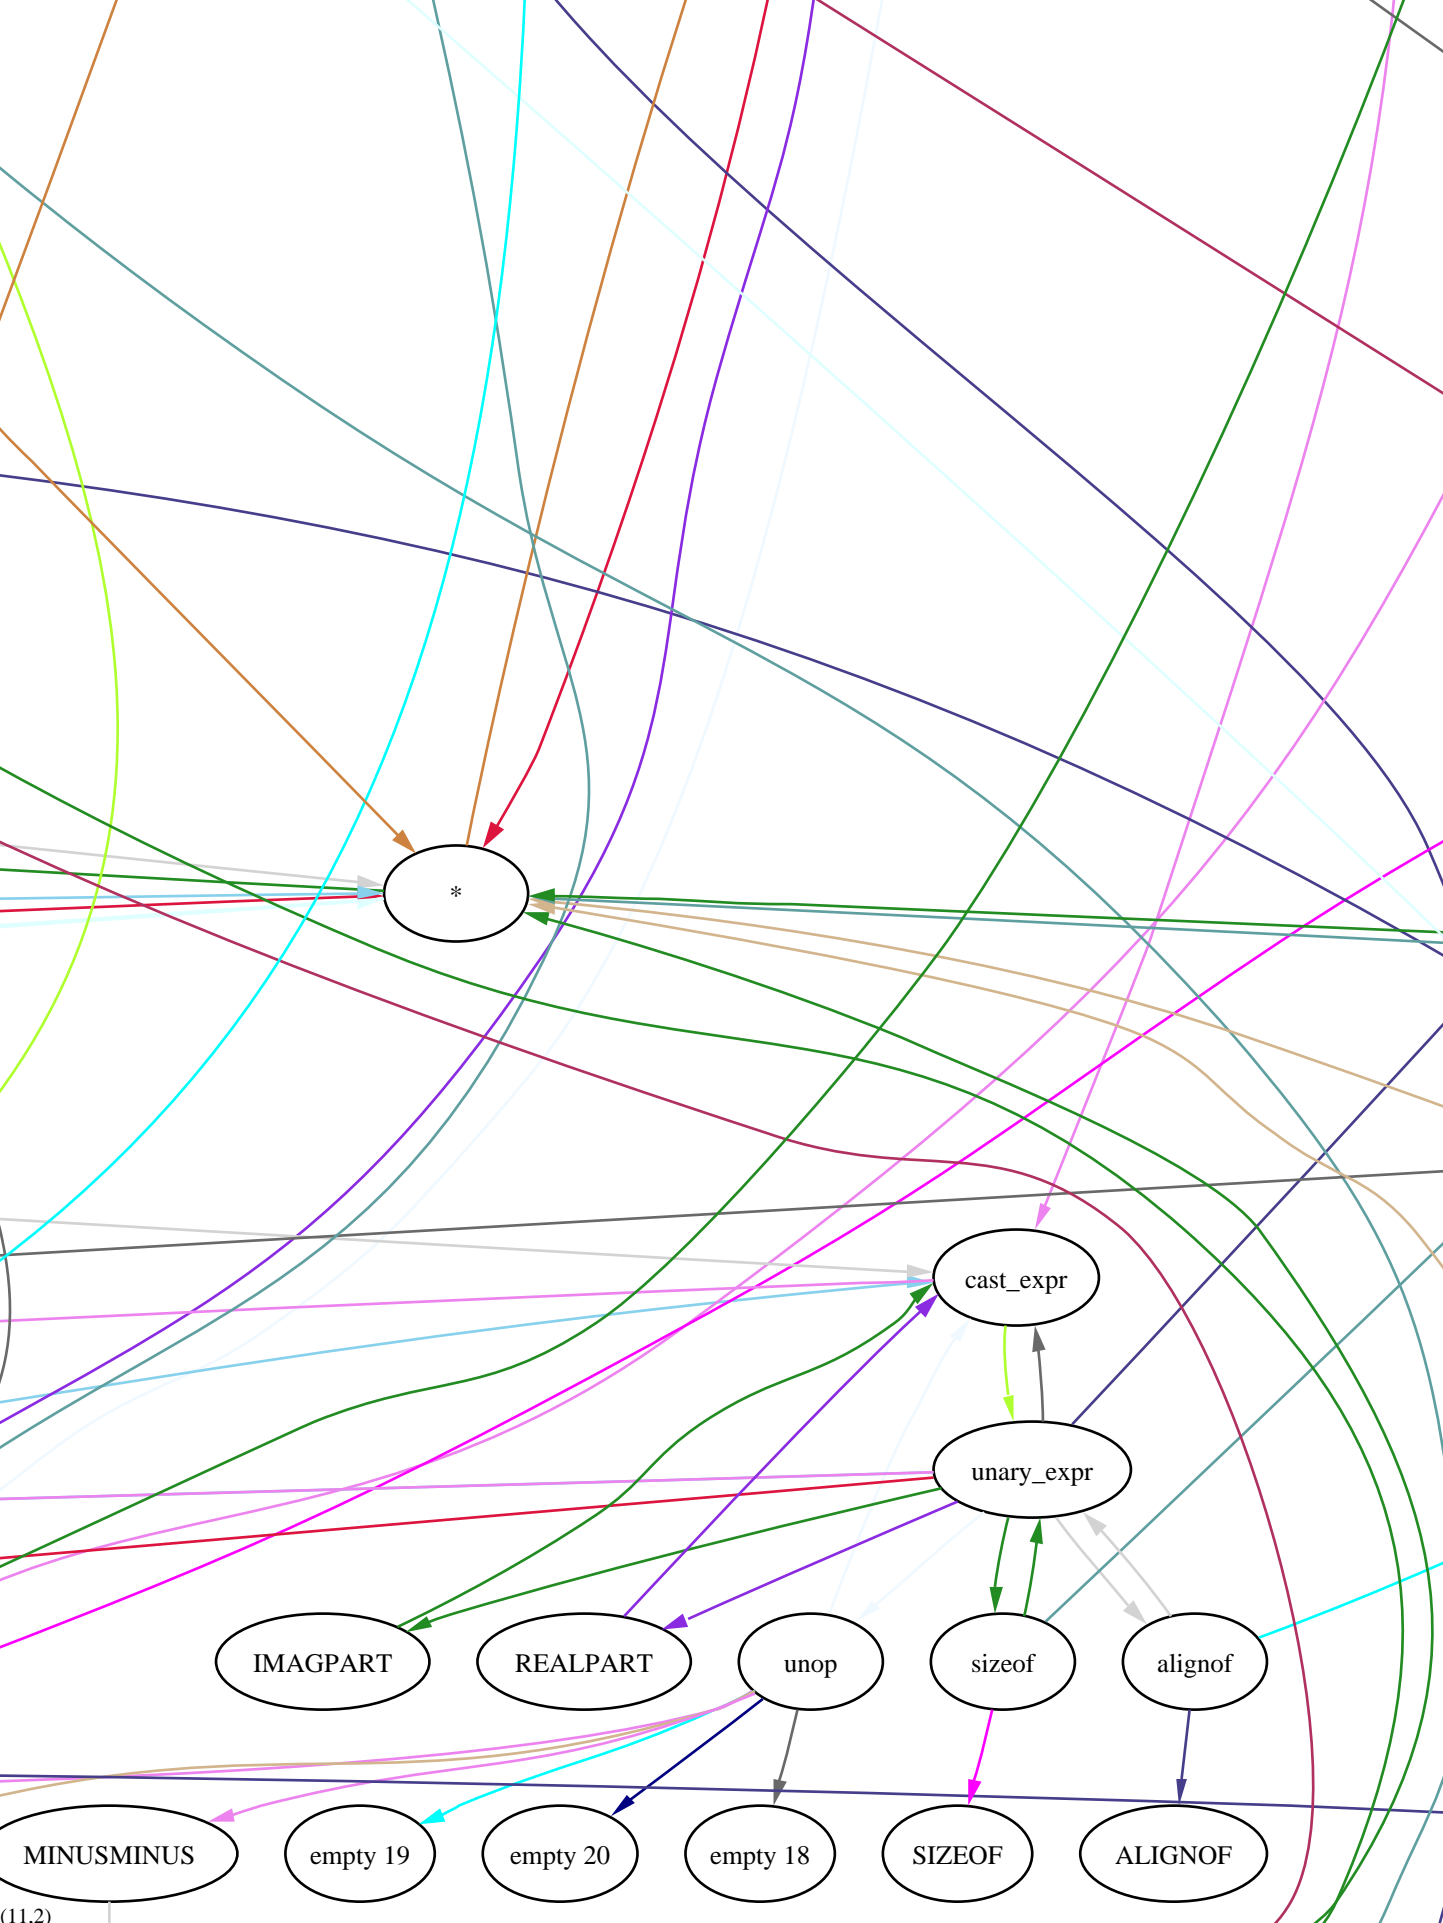 *
cast_expr
unary_expr
IMAGPART REALPART unop sizeof alignof
MINUSMINUS empty 19 empty 20 empty 18 SIZEOF ALIGNOF
(11,2)